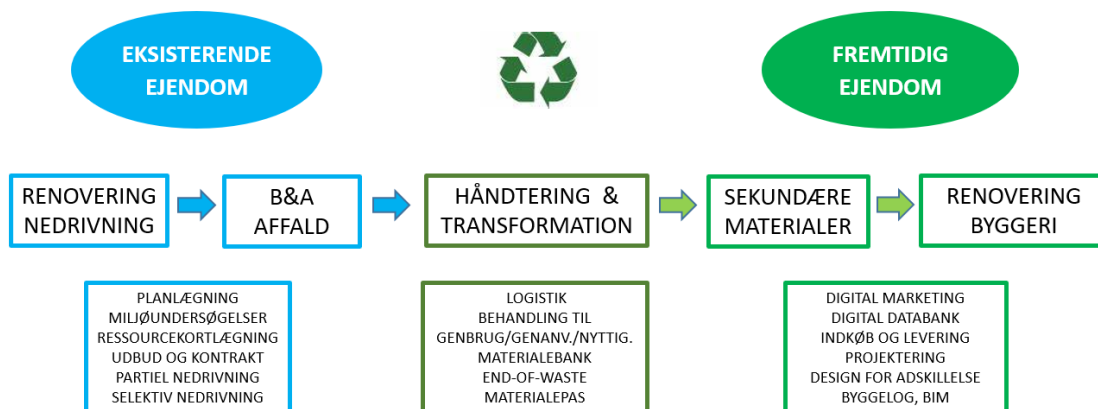 EKSISTERENDE
EJENDOM
FREMTIDIG
EJENDOM
RENOVERING
NEDRIVNING
B&A
AFFALD
HÅNDTERING &
TRANSFORMATION
SEKUNDÆRE
MATERIALER
RENOVERING
BYGGERI
PLANLÆGNING
MILJØUNDERSØGELSER
RESSOURCEKORTLÆGNING
UDBUD OG KONTRAKT
PARTIEL NEDRIVNING
SELEKTIV NEDRIVNING
LOGISTIK
BEHANDLING TIL
GENBRUG/GENANV./NYTTIG.
MATERIALEBANK
END-OF-WASTE
MATERIALEPAS
DIGITAL MARKETING
DIGITAL DATABANK
INDKØB OG LEVERING
PROJEKTERING
DESIGN FOR ADSKILLELSE
BYGGELOG, BIM